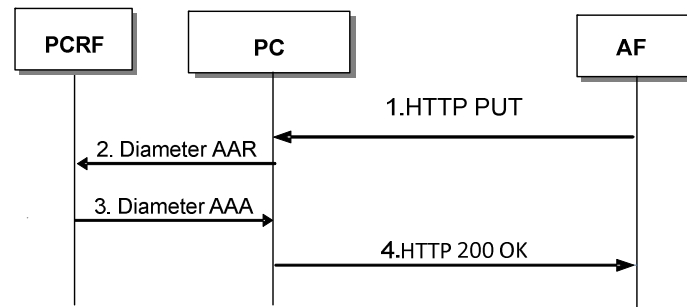 PCRF
PC
AF
1.HTTP PUT
2. Diameter AAR
3. Diameter AAA
4.HTTP 200 OK